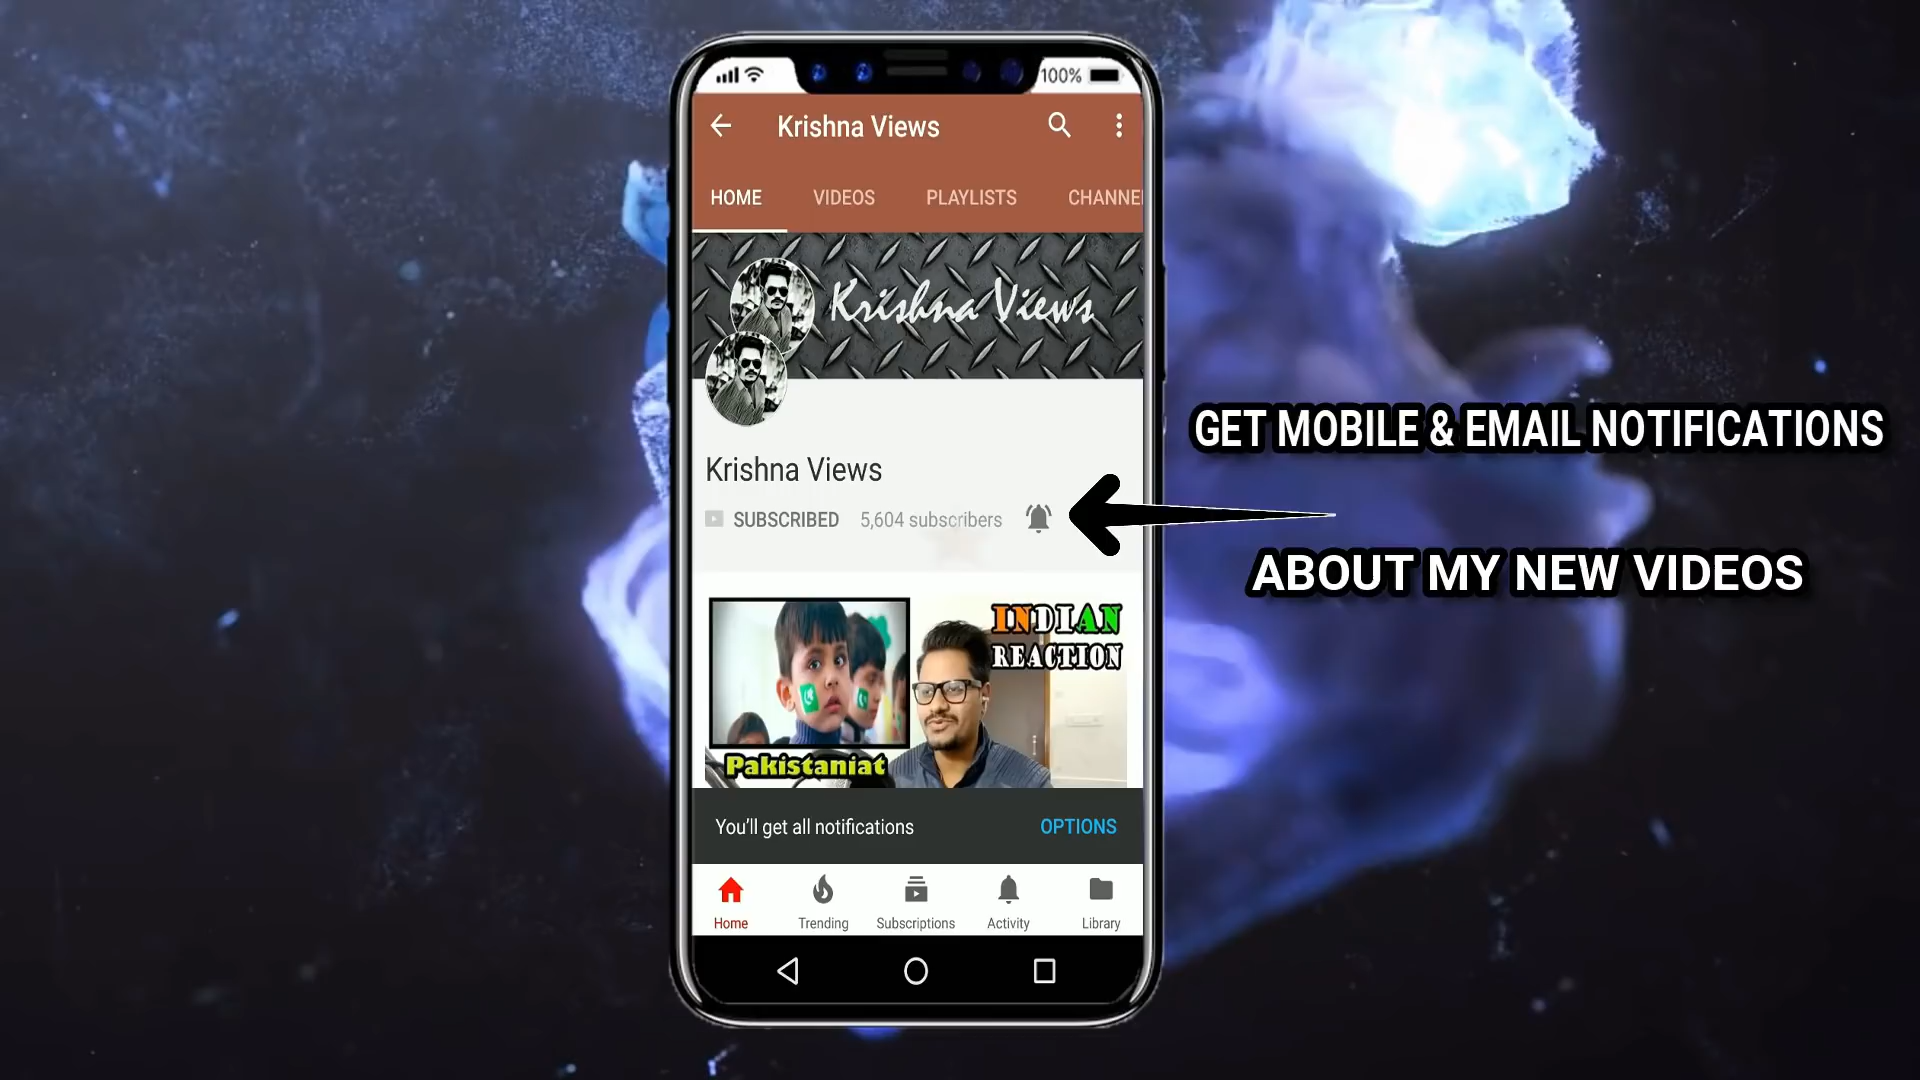 100%
Krishna Views
HOME VIDEOS PLAYLISTS CHANNE
Krishna Views
Krishna Views
SUBSCRIBED 5,604 subscribers
GET MOBILE & EMAIL NOTIFICATIONS
ABOUT MY NEW VIDEOS
INDIAN
REACTION
Pakistaniat
You'll get all notifications OPTIONS
Home Trending Subscriptions Activity Library